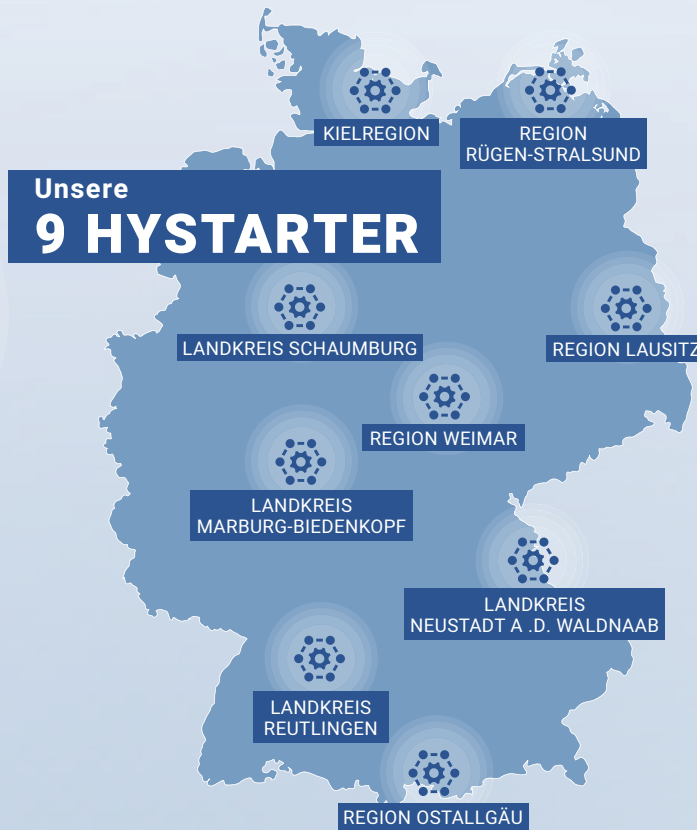 KIELREGION
REGION
RÜGEN-STRALSUND
Unsere
9 HYSTARTER
LANDKREIS SCHAUMBURG
REGION LAUSITZ
REGION WEIMAR
LANDKREIS
MARBURG-BIEDENKOPF
LANDKREIS
NEUSTADT A .D. WALDNAAB
LANDKREIS
REUTLINGEN
REGION OSTALLGÄU